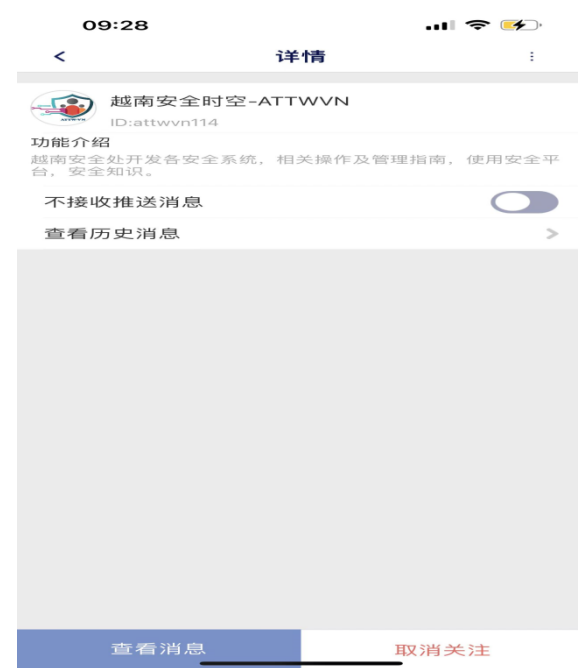 09:28
详情
越南安全时空-ATTWVN
ID:attwvn114
功能介绍
越南安全处开发各安全系统，相关操作及管理指南，使用安全平
台，安全知识。
不接收推送消息
查看历史消息
查看消息
取消关注